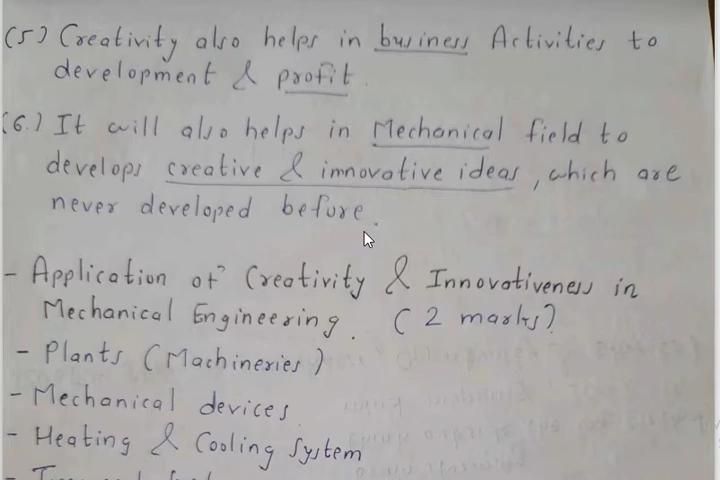 (5) Creativity also helps in business Activities to
development & profit.
(6.) It will also helps in Mechanical field to
develops creative & innovative ideas, which are
never developed before.
- Application of Creativity & Innovativeness in
Mechanical Engineering. (2 marks)
- Plants (Machineries)
- Mechanical devices
- Heating & Cooling System